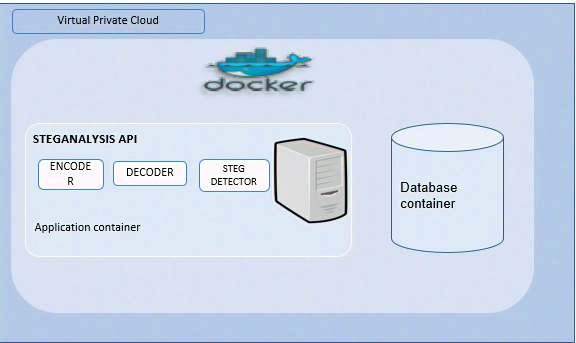 Virtual Private Cloud
docker
STEGANALYSIS API
ENCODE
R
DECODER
STEG
DETECTOR
Application container
Database
container